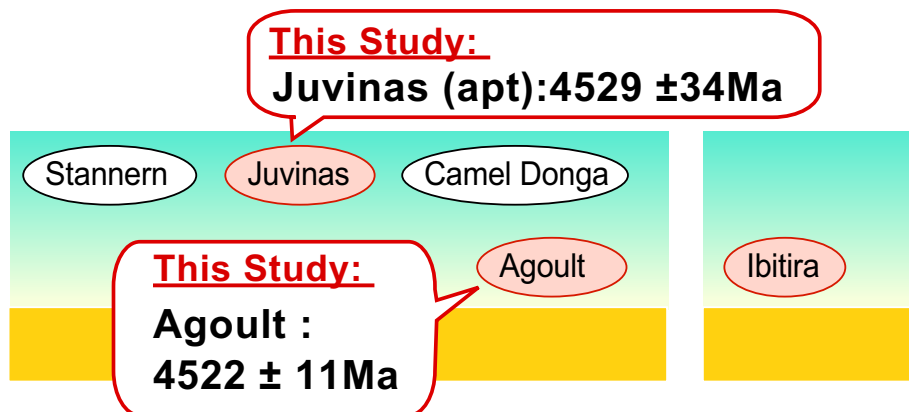 This Study:
Juvinas (apt):4529 ±34Ma
Stannern
Juvinas
Camel Donga
This Study:
Agoult :
4522 ± 11Ma
Agoult
Ibitira